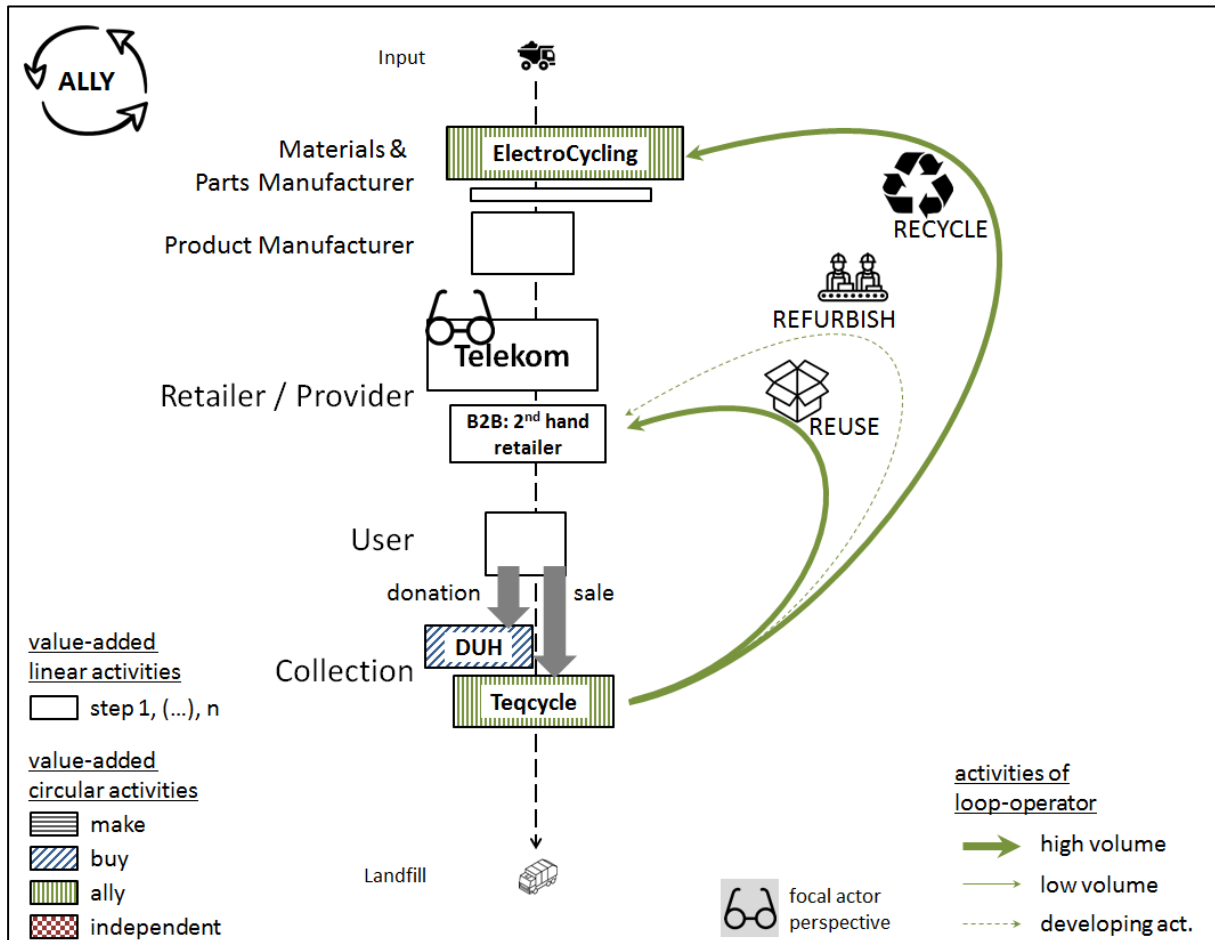 ALLY
Input
Materials &
Parts Manufacturer
ElectroCycling
RECYCLE
Product Manufacturer
REFURBISH
Telekom
Retailer / Provider
REUSE
B2B: 2nd hand
retailer
User
donation
sale
DUH
Collection
Teqcycle
value-added
linear activities
step 1, (...), n
value-added
circular activities
make
buy
ally
independent
Landfill
focal actor
perspective
activities of
loop-operator
high volume
low volume
developing act.